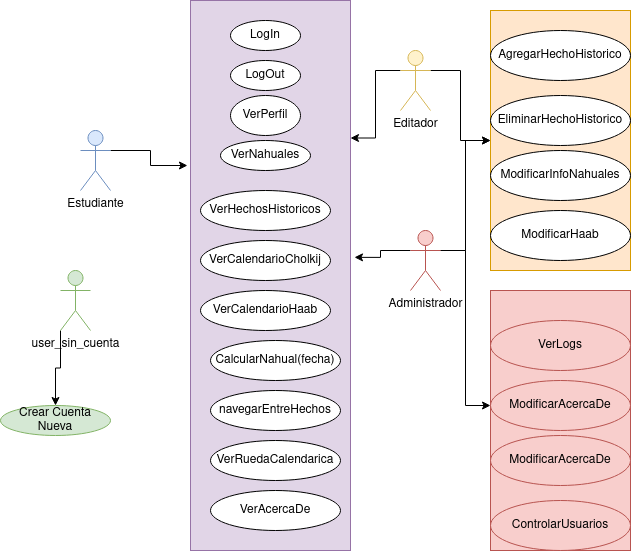 LogIn
LogOut
VerPerfil
VerNahuales
VerHechosHistoricos
VerCalendarioCholkij
VerCalendarioHaab
CalcularNahual(fecha)
navegarEntreHechos
VerRuedaCalendarica
VerAcercaDe
Estudiante
user_sin_cuenta
Crear Cuenta
Nueva
Editador
Administrador
AgregarHechoHistorico
EliminarHechoHistorico
ModificarInfoNahuales
ModificarHaab
VerLogs
ModificarAcercaDe
ModificarAcercaDe
ControlarUsuarios